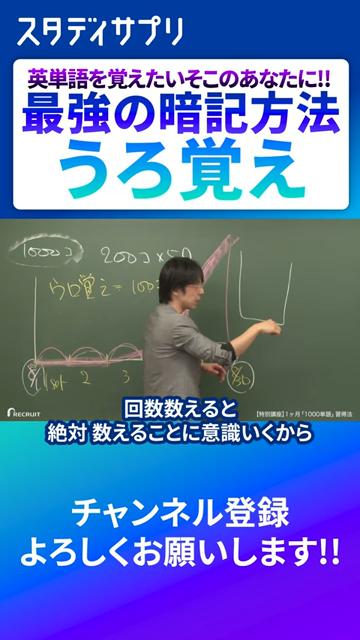 スタディサプリ
英単語を覚えたいそこのあなたに!!
最強の暗記方法
うろ覚え
1000コ
200コ×50
ウロ覚え=100
1set 2 3
RECRUIT
【特別講座】1ヶ月「1000単語」習得法
回数数えると
絶対 数えることに意識いくから
チャンネル登録
よろしくお願いします!!